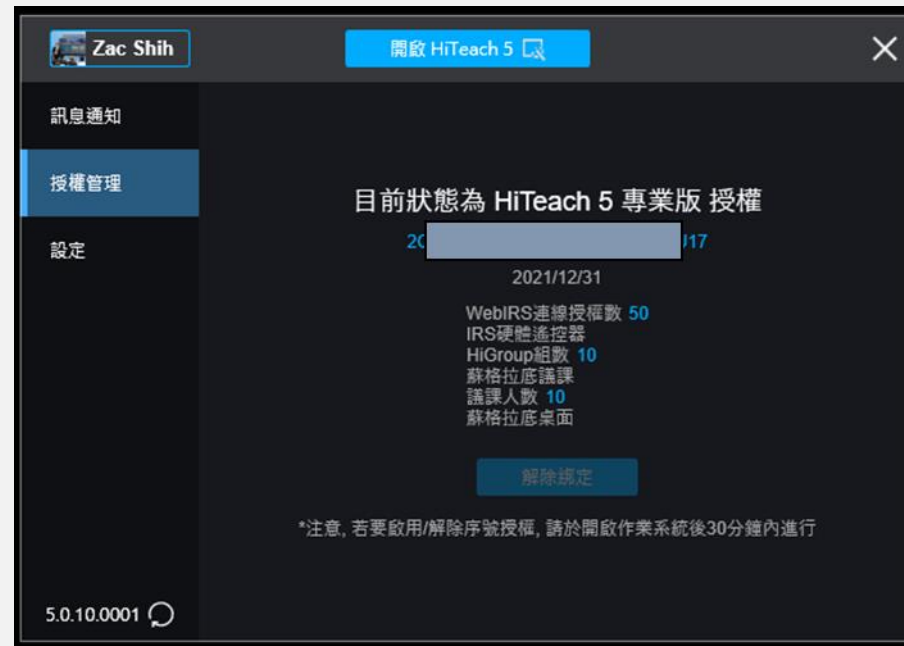 Zac Shih
開啟 HiTeach 5
訊息通知
授權管理
設定
目前狀態為 HiTeach 5 專業版 授權
20 J17
2021/12/31
WebIRS連線授權數 50
IRS硬體遙控器
HiGroup組數 10
蘇格拉底議課
議課人數 10
蘇格拉底桌面
解除綁定
*注意, 若要啟用/解除序號授權, 請於開啟作業系統後30分鐘內進行
5.0.10.0001